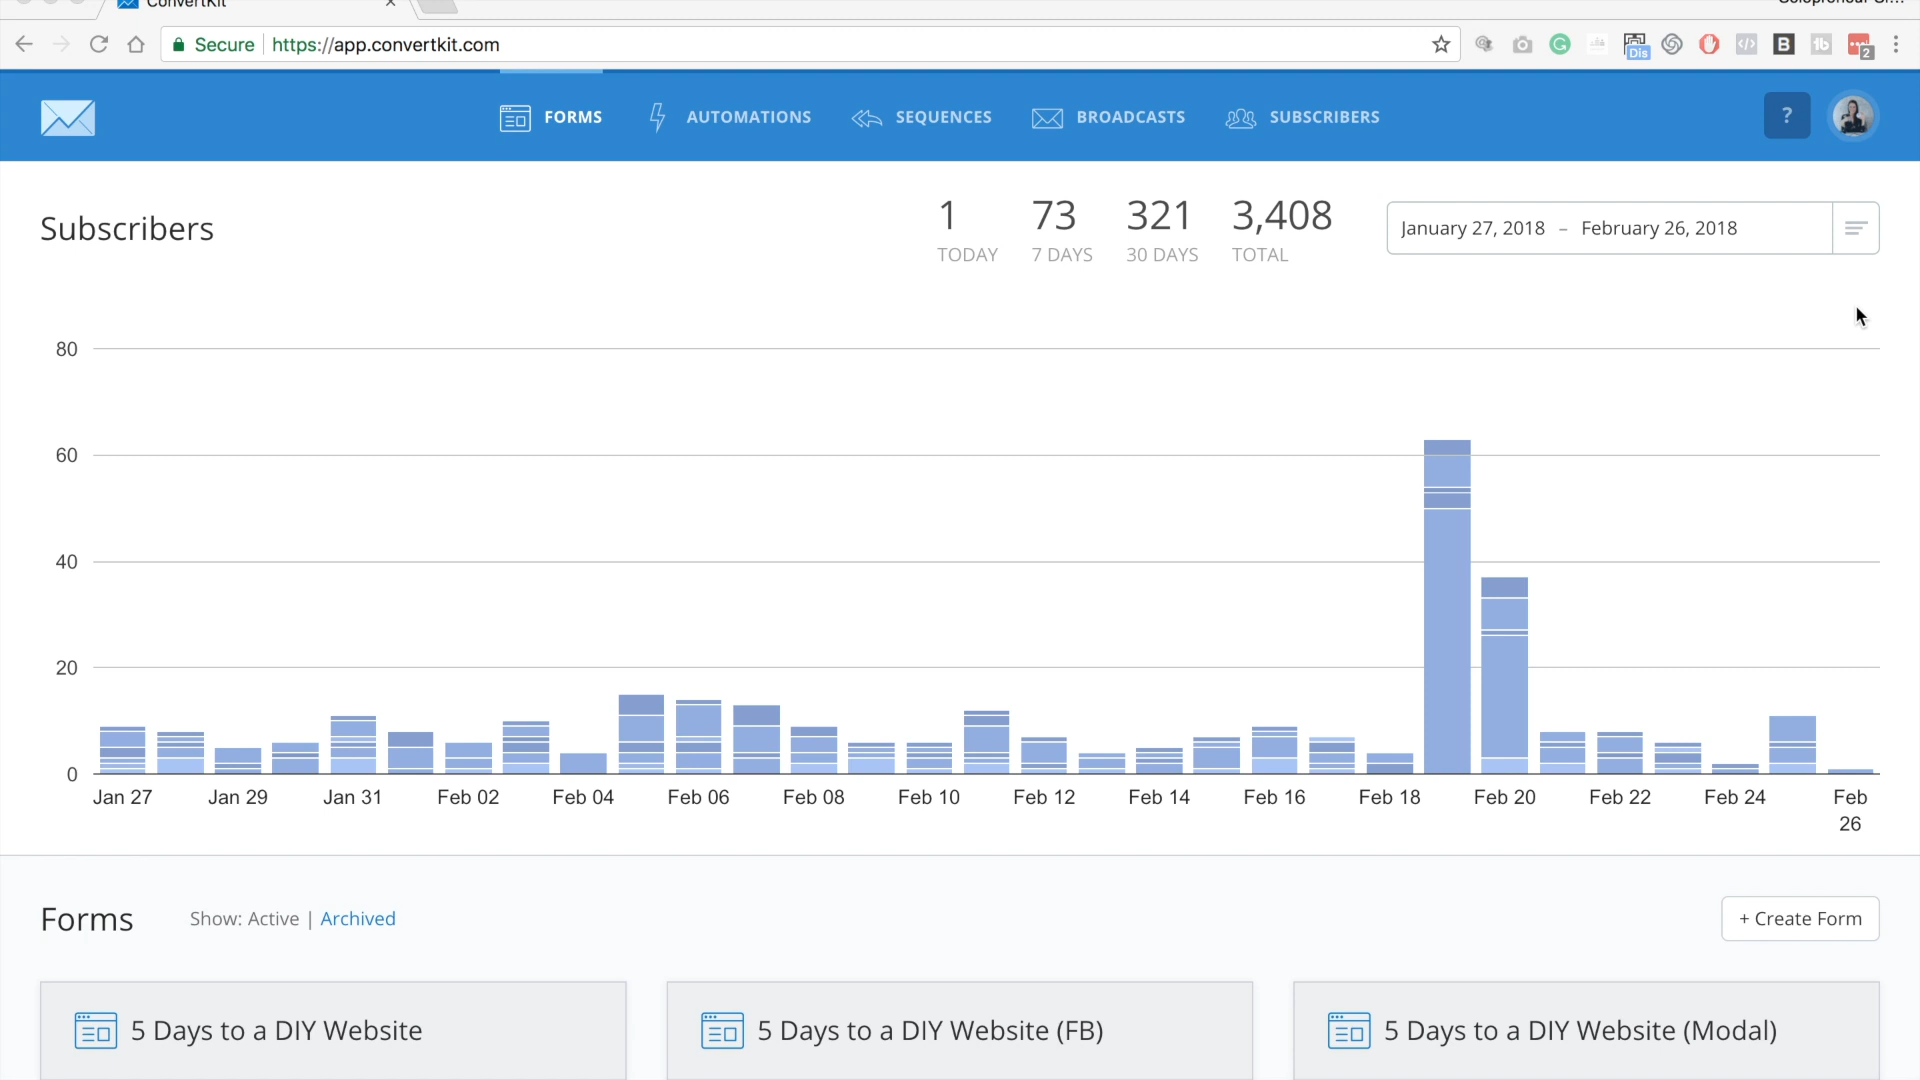 ConvertKit
Secure https://app.convertkit.com
Dis
B
2
FORMS AUTOMATIONS SEQUENCES BROADCASTS SUBSCRIBERS ?
Subscribers
1 73 321 3,408
TODAY 7 DAYS 30 DAYS TOTAL
January 27, 2018 – February 26, 2018
80
60
40
20
0
Jan 27 Jan 29 Jan 31 Feb 02 Feb 04 Feb 06 Feb 08 Feb 10 Feb 12 Feb 14 Feb 16 Feb 18 Feb 20 Feb 22 Feb 24 Feb
26
Forms Show: Active | Archived + Create Form
5 Days to a DIY Website 5 Days to a DIY Website (FB) 5 Days to a DIY Website (Modal)